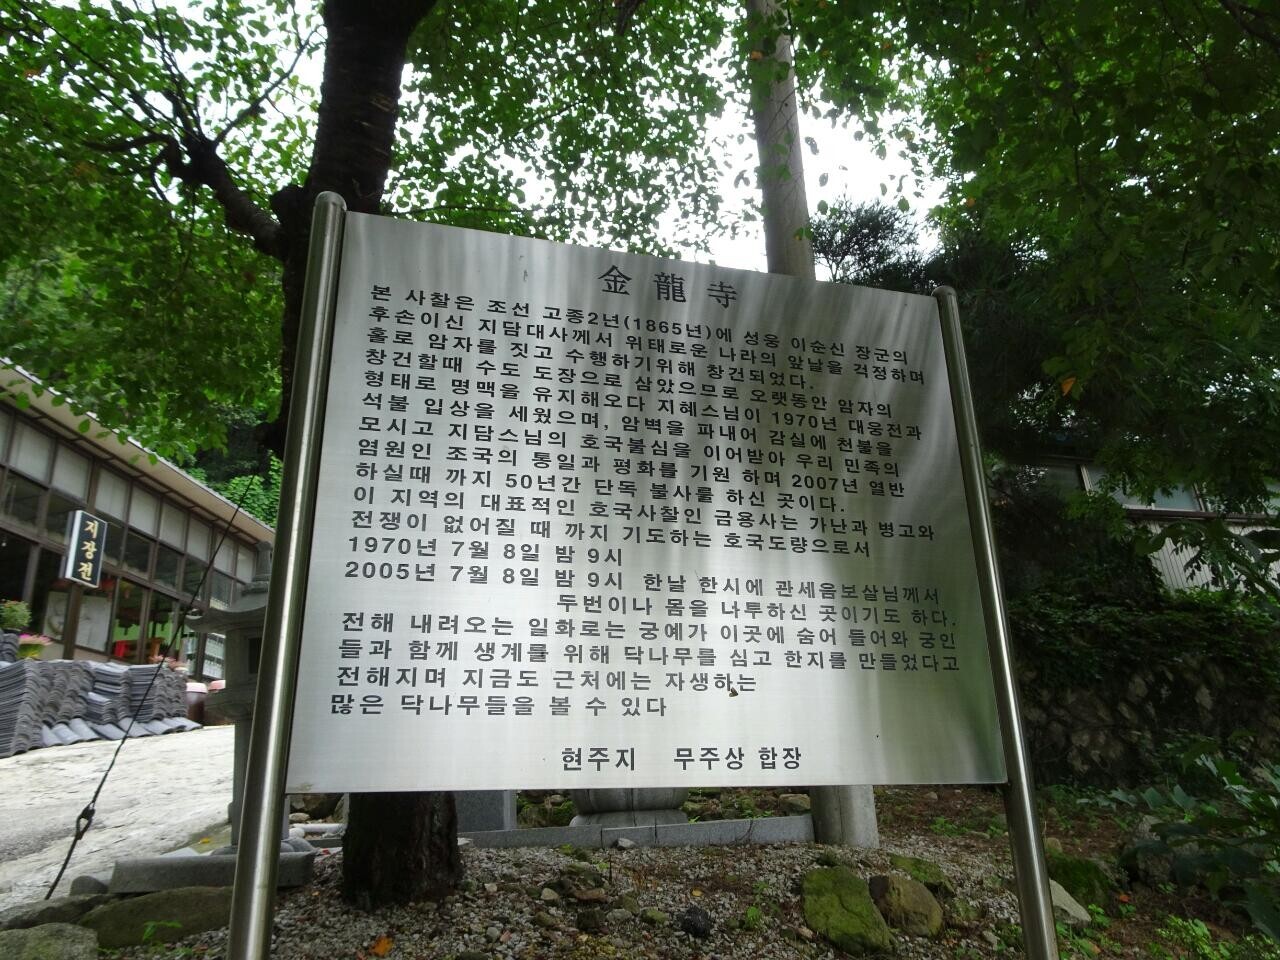 金龍寺
본 사찰은 조선 고종2년(1865년)에 성웅 이순신 장군의
후손이신 지담대사께서 위태로운 나라의 앞날을 걱정하며
홀로 암자를 짓고 수행하기위해 창건되었다.
창건할때 수도 도장으로 삼았으므로 오랫동안 암자의
형태로 명맥을 유지해오다 지혜스님이 1970년 대웅전과
석불 입상을 세웠으며, 암벽을 파내어 감실에 천불을
모시고 지담스님의 호국불심을 이어받아 우리 민족의
염원인 조국의 통일과 평화를 기원 하며 2007년 열반
하실때 까지 50년간 단독 불사를 하신 곳이다.
이 지역의 대표적인 호국사찰인 금용사는 가난과 병고와
전쟁이 없어질 때 까지 기도하는 호국도량으로서
1970년 7월 8일 밤 9시
2005년 7월 8일 밤 9시 한날 한시에 관세음보살님께서
두번이나 몸을 나투하신 곳이기도 하다.
전해 내려오는 일화로는 궁예가 이곳에 숨어 들어와 궁인
들과 함께 생계를 위해 닥나무를 심고 한지를 만들었다고
전해지며 지금도 근처에는 자생하는
많은 닥나무들을 볼 수 있다
현주지 무주상 합장
지장전